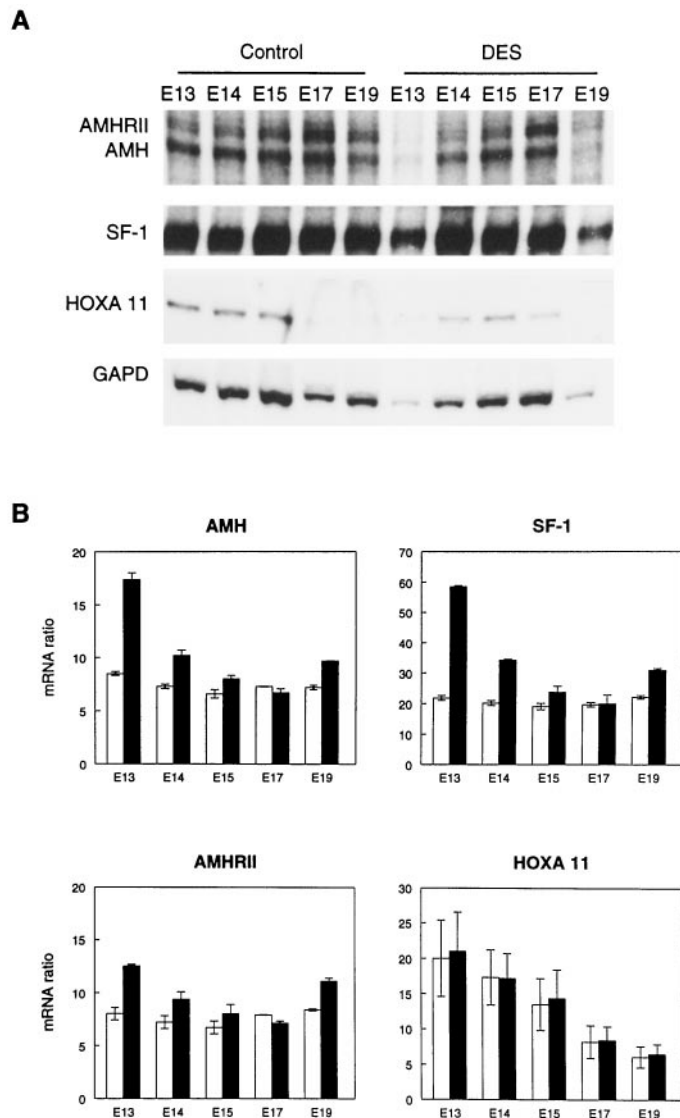 A
Control DES
E13 E14 E15 E17 E19 E13 E14 E15 E17 E19
AMHRII
AMH
SF-1
HOXA 11
GAPD
B
AMH
mRNA ratio
20
15
10
5
0
E13 E14 E15 E17 E19
SF-1
70
60
50
40
30
20
10
0
E13 E14 E15 E17 E19
AMHRII
mRNA ratio
20
15
10
5
0
E13 E14 E15 E17 E19
HOXA 11
30
25
20
15
10
5
0
E13 E14 E15 E17 E19